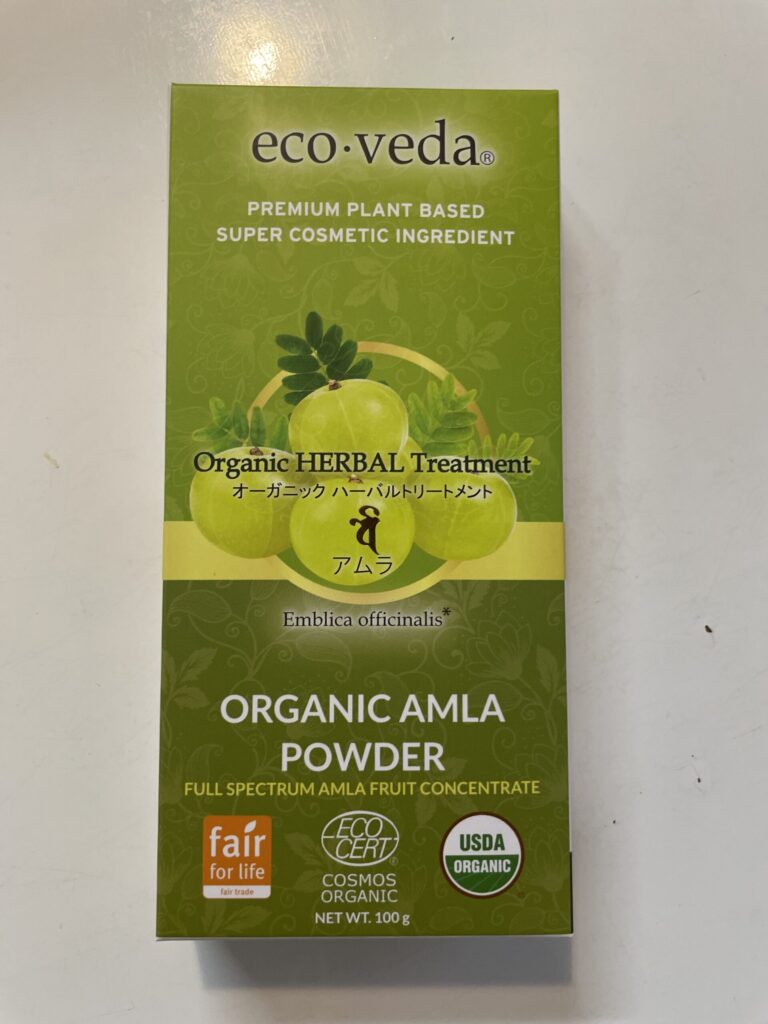 eco·veda®
PREMIUM PLANT BASED
SUPER COSMETIC INGREDIENT
Organic HERBAL Treatment
オーガニック ハーバルトリートメント
アムラ
Emblica officinalis*
ORGANIC AMLA
POWDER
FULL SPECTRUM AMLA FRUIT CONCENTRATE
fair
for life
fair trade
ECO
CERT®
COSMOS
ORGANIC
USDA
ORGANIC
NET WT. 100 g